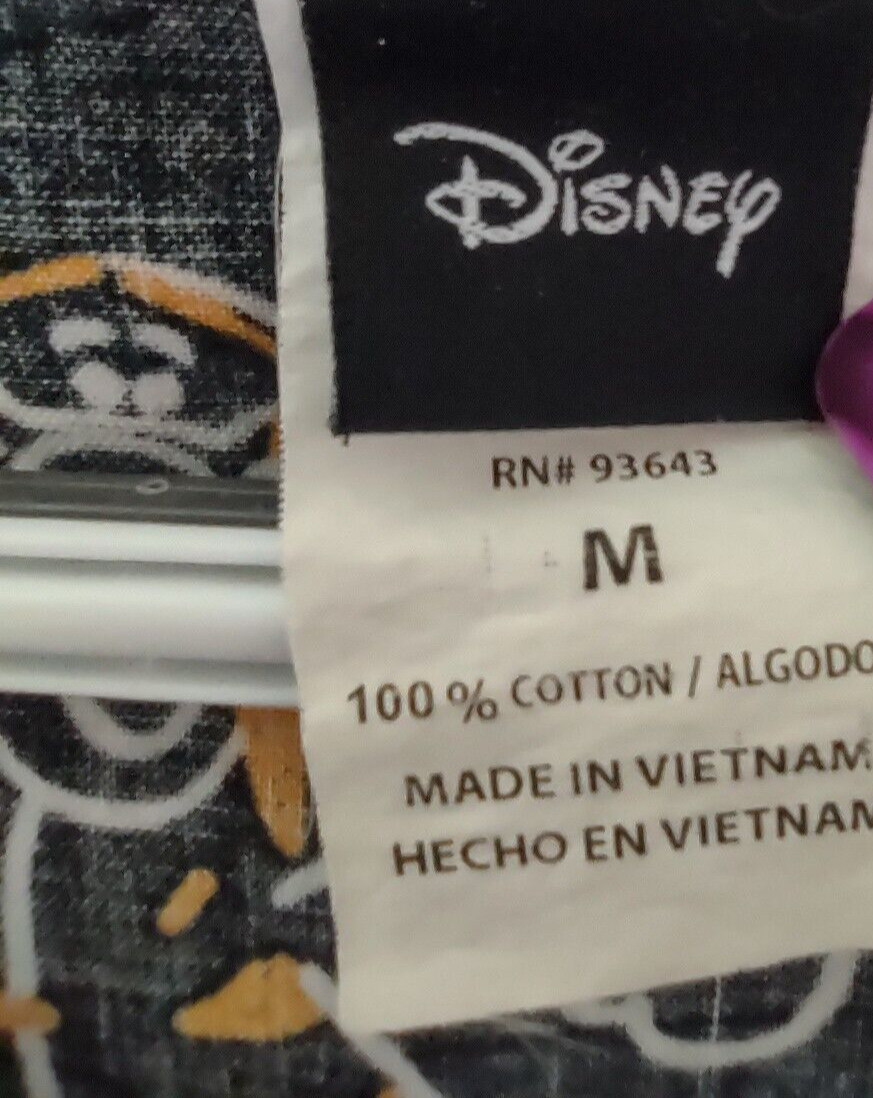 Disney
RN# 93643
M
100% COTTON / ALGODO
MADE IN VIETNAM
HECHO EN VIETNAM